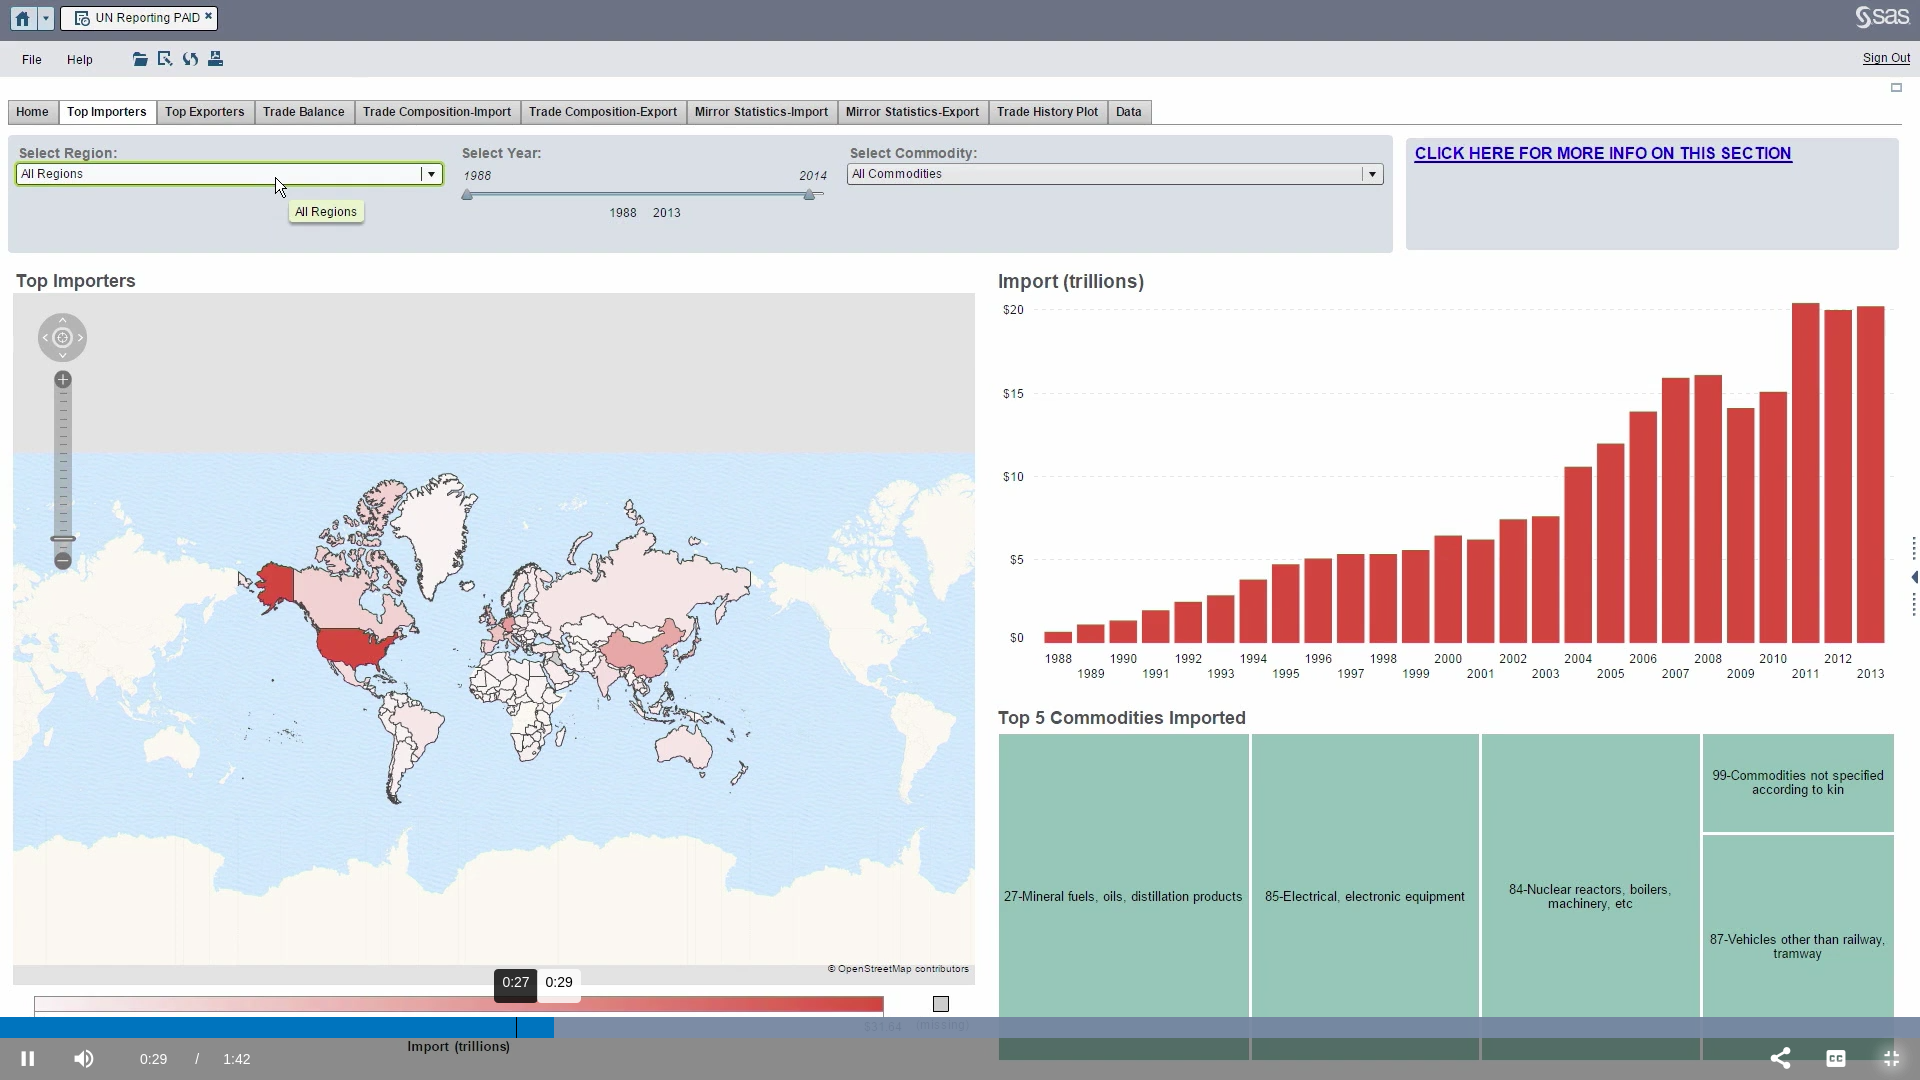 UN Reporting PAID
sas
File Help
Sign Out
Home Top Importers Top Exporters Trade Balance Trade Composition-Import Trade Composition-Export Mirror Statistics-Import Mirror Statistics-Export Trade History Plot Data
Select Region:
All Regions
All Regions
Select Year:
1988 2014
1988 2013
Select Commodity:
All Commodities
CLICK HERE FOR MORE INFO ON THIS SECTION
Top Importers
© OpenStreetMap contributors
$31.64 (missing)
Import (trillions)
Import (trillions)
$20
$15
$10
$5
$0
1988 1990 1992 1994 1996 1998 2000 2002 2004 2006 2008 2010 2012
1989 1991 1993 1995 1997 1999 2001 2003 2005 2007 2009 2011 2013
Top 5 Commodities Imported
27-Mineral fuels, oils, distillation products
85-Electrical, electronic equipment
84-Nuclear reactors, boilers,
machinery, etc
99-Commodities not specified
according to kin
87-Vehicles other than railway,
tramway
0:27 0:29
0:29 / 1:42
CC